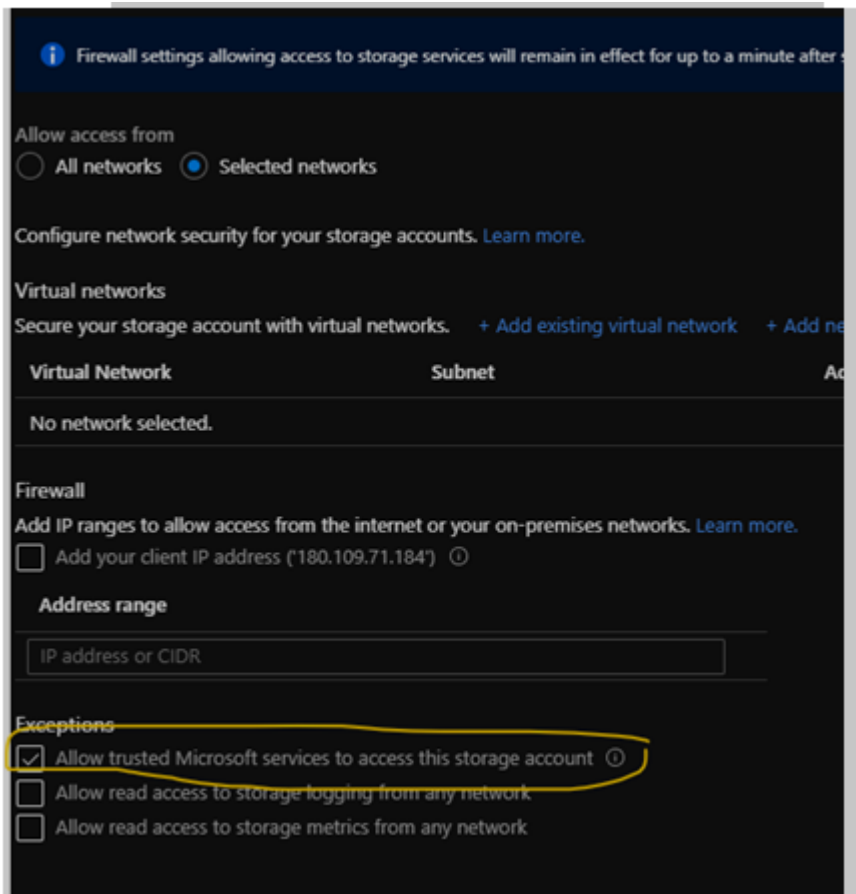 Firewall settings allowing access to storage services will remain in effect for up to a minute after
Allow access from
All networks Selected networks
Configure network security for your storage accounts. Learn more.
Virtual networks
Secure your storage account with virtual networks. + Add existing virtual network + Add
Virtual Network Subnet
No network selected.
Firewall
Add IP ranges to allow access from the internet or your on-premises networks. Learn more.
Add your client IP address ('180.109.71.184')
Address range
IP address or CIDR
Exceptions
Allow trusted Microsoft services to access this storage account
Allow read access to storage logging from any network
Allow read access to storage metrics from any network